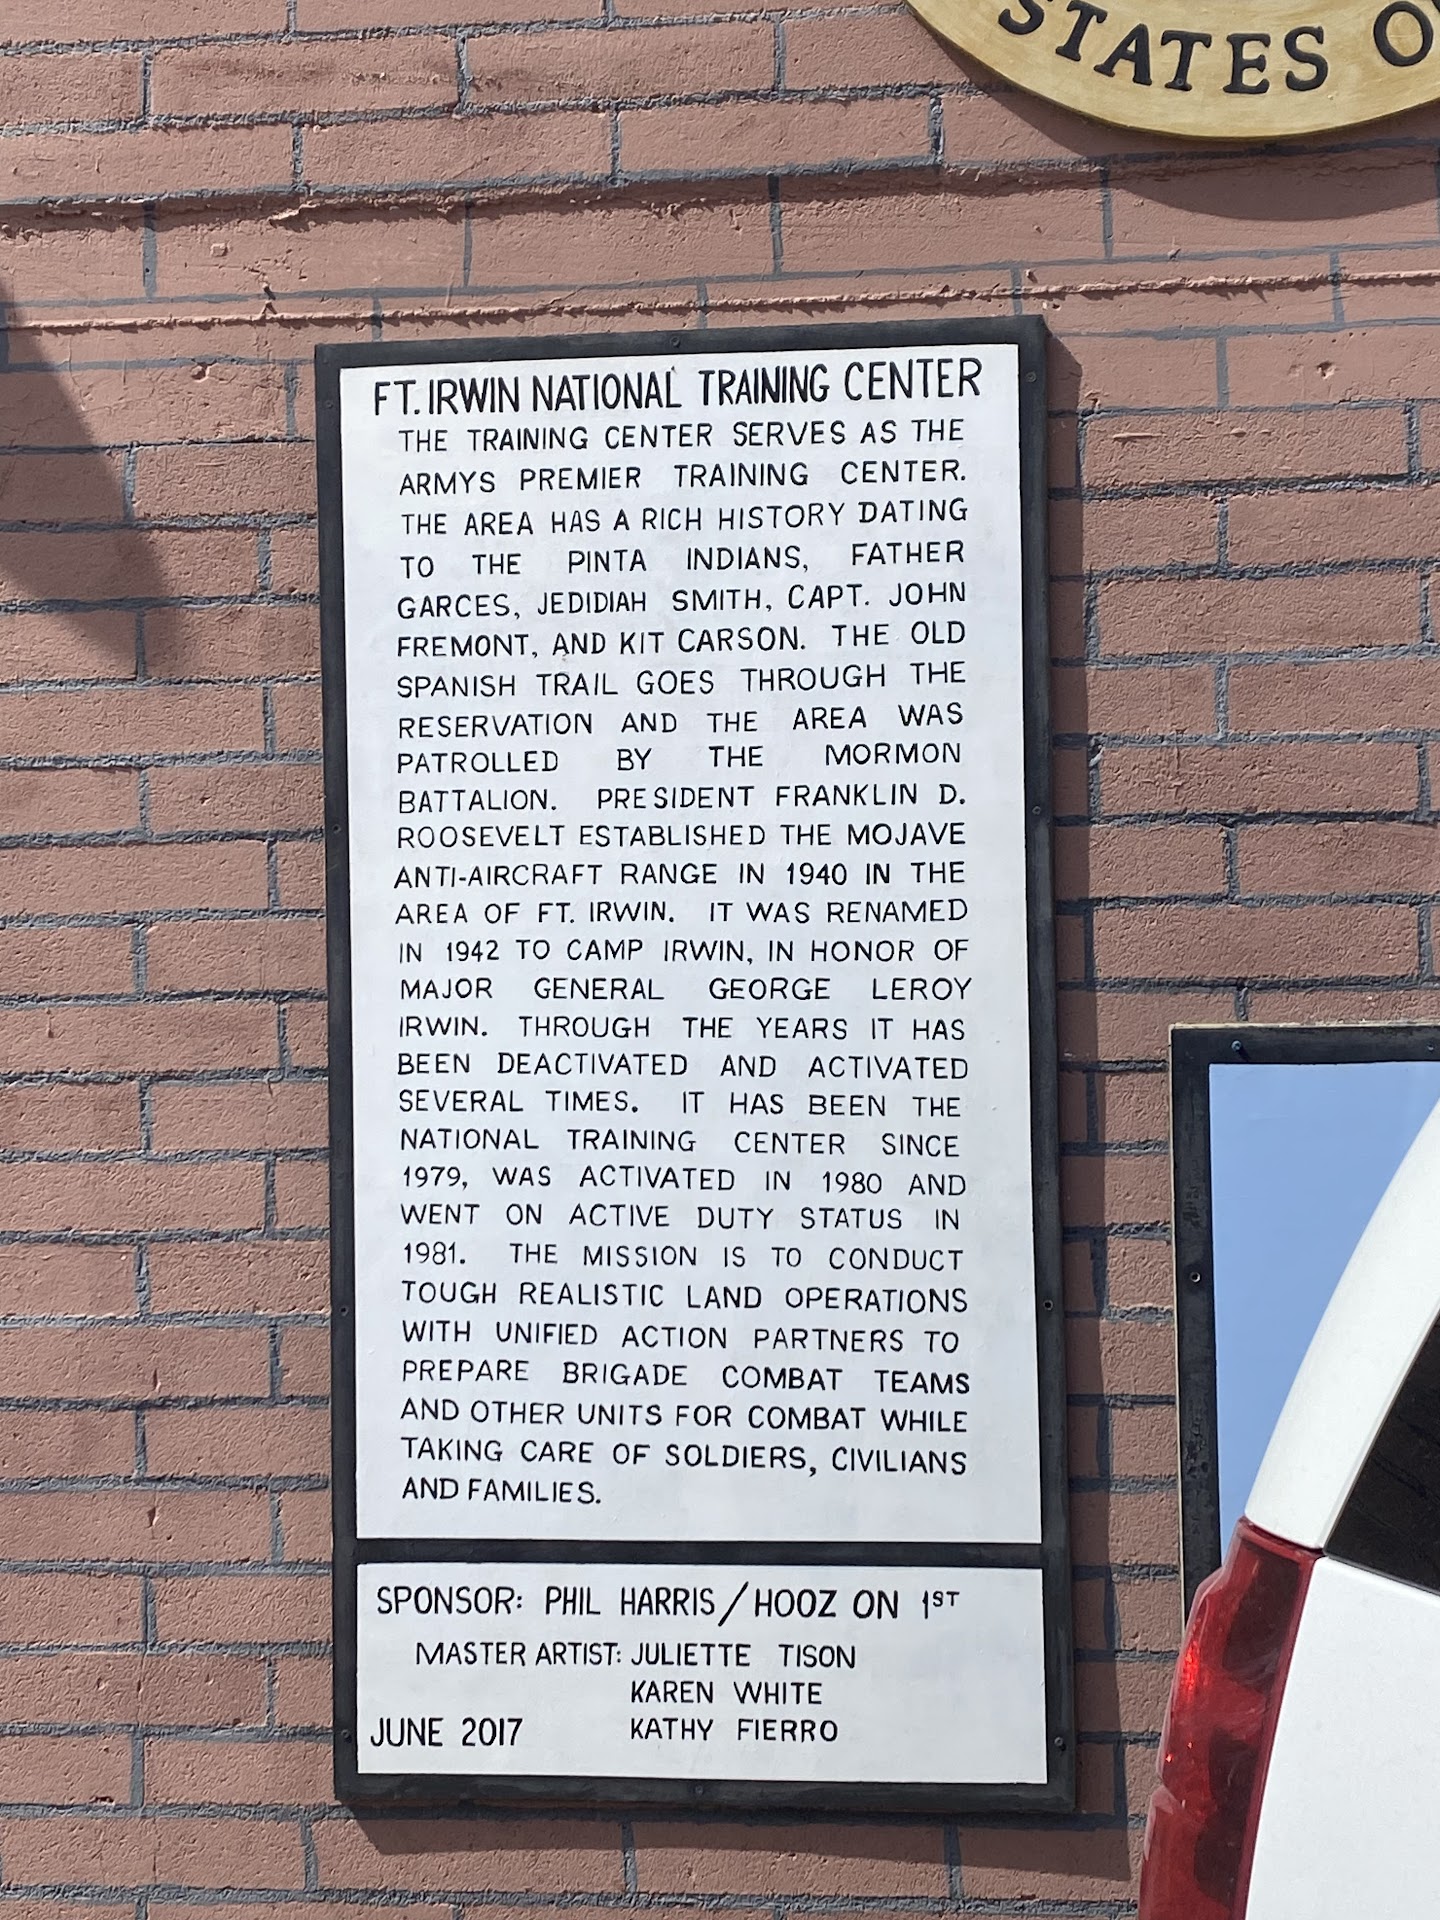 STATES O
FT. IRWIN NATIONAL TRAINING CENTER
THE TRAINING CENTER SERVES AS THE
ARMYS PREMIER TRAINING CENTER.
THE AREA HAS A RICH HISTORY DATING
TO THE PINTA INDIANS, FATHER
GARCES, JEDIDIAH SMITH, CAPT. JOHN
FREMONT, AND KIT CARSON. THE OLD
SPANISH TRAIL GOES THROUGH THE
RESERVATION AND THE AREA WAS
PATROLLED BY THE MORMON
BATTALION. PRESIDENT FRANKLIN D.
ROOSEVELT ESTABLISHED THE MOJAVE
ANTI-AIRCRAFT RANGE IN 1940 IN THE
AREA OF FT. IRWIN. IT WAS RENAMED
IN 1942 TO CAMP IRWIN, IN HONOR OF
MAJOR GENERAL GEORGE LEROY
IRWIN. THROUGH THE YEARS IT HAS
BEEN DEACTIVATED AND ACTIVATED
SEVERAL TIMES. IT HAS BEEN THE
NATIONAL TRAINING CENTER SINCE
1979, WAS ACTIVATED IN 1980 AND
WENT ON ACTIVE DUTY STATUS IN
1981. THE MISSION IS TO CONDUCT
TOUGH REALISTIC LAND OPERATIONS
WITH UNIFIED ACTION PARTNERS TO
PREPARE BRIGADE COMBAT TEAMS
AND OTHER UNITS FOR COMBAT WHILE
TAKING CARE OF SOLDIERS, CIVILIANS
AND FAMILIES.
SPONSOR: PHIL HARRIS/HOOZ ON 1ST
MASTER ARTIST: JULIETTE TISON
KAREN WHITE
JUNE 2017 KATHY FIERRO